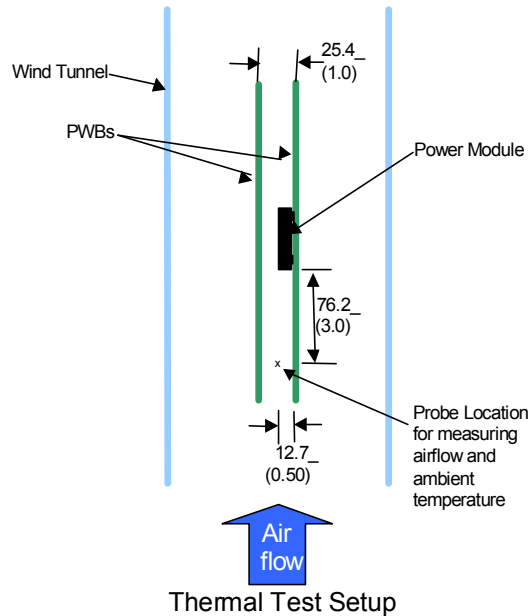 25.4_
(1.0)
Wind Tunnel
PWBs
Power Module
76.2_
(3.0)
x
Probe Location
for measuring
airflow and
ambient
temperature
12.7_
(0.50)
Air
flow
Thermal Test Setup